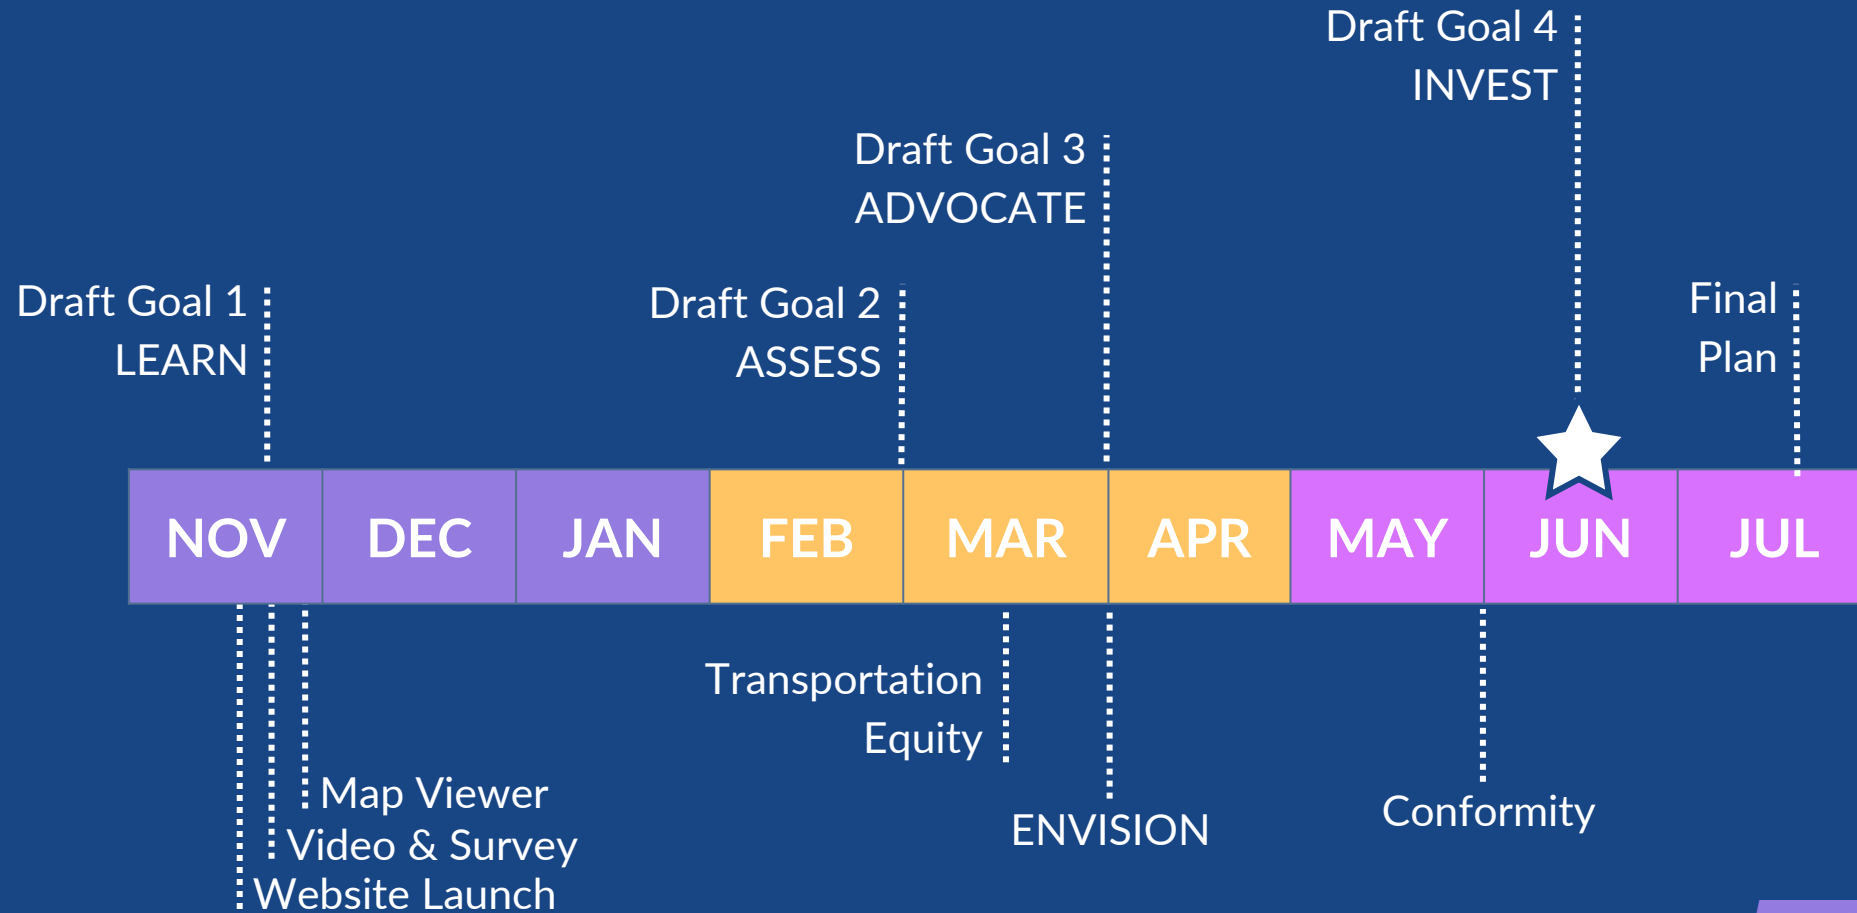 Draft Goal 4
INVEST
Draft Goal 3
ADVOCATE
Draft Goal 1
LEARN
Draft Goal 2
ASSESS
Final
Plan
NOV DEC JAN FEB MAR APR MAY JUN JUL
Transportation
Equity
ENVISION
Conformity
Map Viewer
Video & Survey
Website Launch